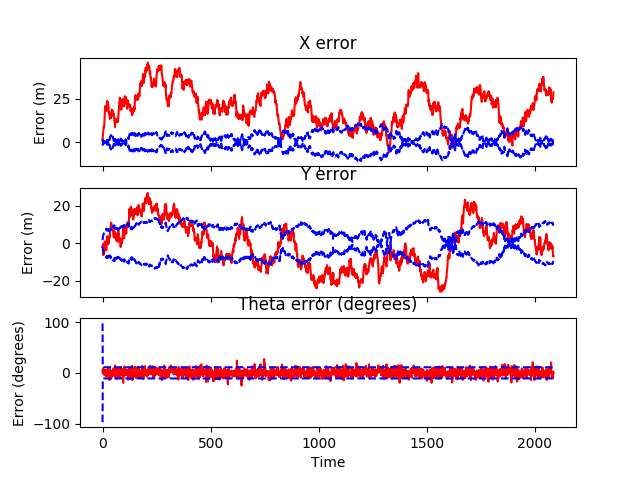 X error
Error (m)
25
0
Y error
Error (m)
20
0
−20
Theta error (degrees)
Error (degrees)
100
0
−100
0 500 1000 1500 2000
Time